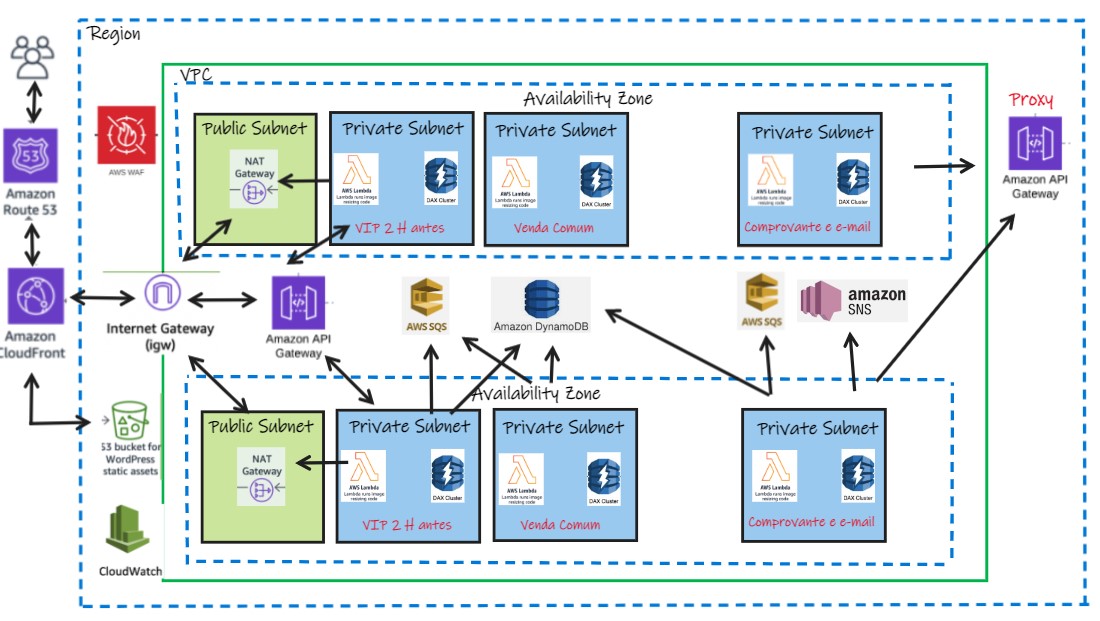 Region
VPC
Availability Zone
Proxy
Public Subnet
Private Subnet
Private Subnet
Private Subnet
53
AWS WAF
NAT
Gateway
AWS Lambda
Lambda runs image
resizing code
DAX Cluster
AWS Lambda
Lambda runs image
resizing code
DAX Cluster
AWS Lambda
Lambda runs image
resizing code
DAX Cluster
Amazon API
Gateway
Amazon
Route 53
VIP 2 H antes
Venda Comum
Comprovante e e-mail
Amazon
CloudFront
Internet Gateway
(igw)
Amazon API
Gateway
AWS SQS
Amazon DynamoDB
AWS SQS
amazon
SNS
Availability Zone
Public Subnet
Private Subnet
Private Subnet
Private Subnet
S3 bucket for
WordPress
static assets
NAT
Gateway
AWS Lambda
Lambda runs image
resizing code
DAX Cluster
AWS Lambda
Lambda runs image
resizing code
DAX Cluster
AWS Lambda
Lambda runs image
resizing code
DAX Cluster
VIP 2 H antes
Venda Comum
Comprovante e e-mail
CloudWatch